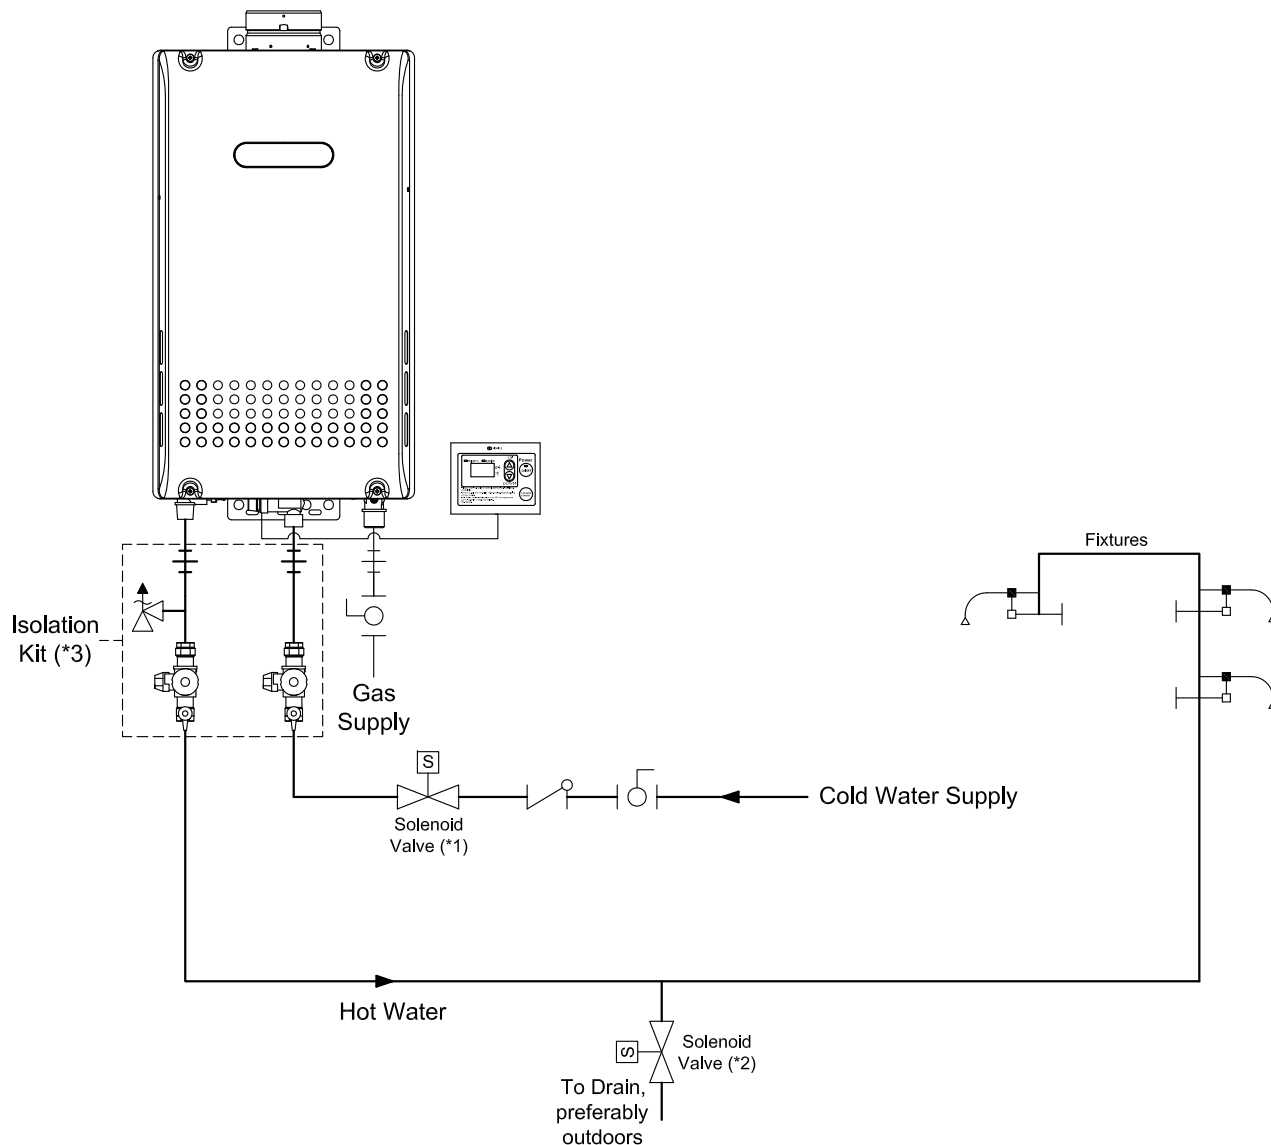 Power
Fixtures
Isolation
Kit (*3)
Gas
Supply
S
Cold Water Supply
Solenoid
Valve (*1)
Hot Water
S
Solenoid
Valve (*2)
To Drain,
preferably
outdoors